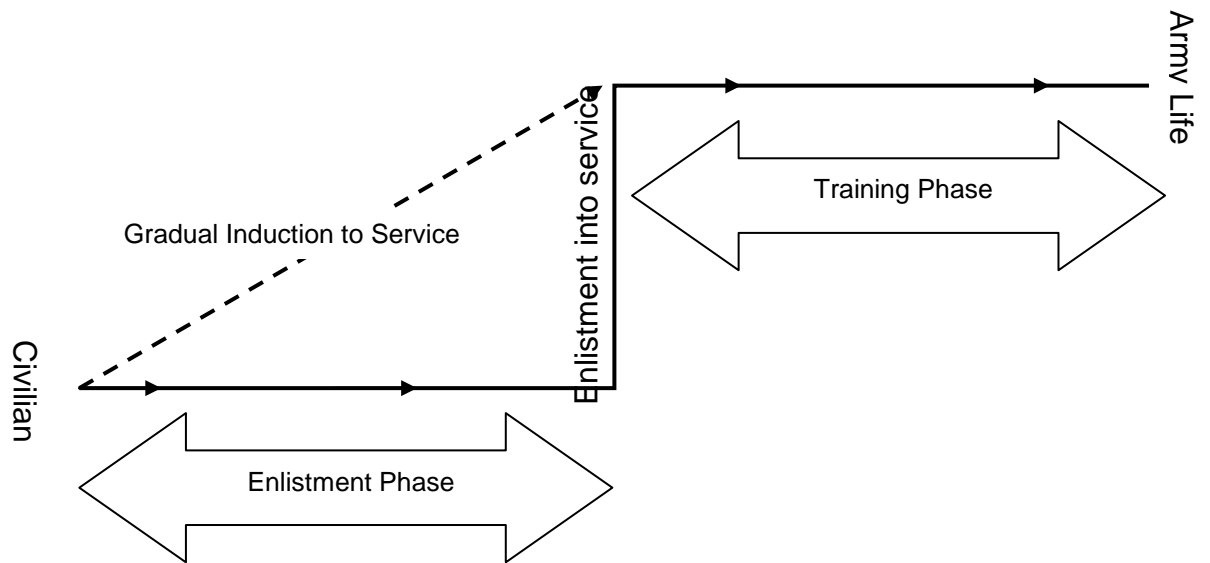 Army Life
Enlistment into service
Training Phase
Gradual Induction to Service
Civilian
Enlistment Phase